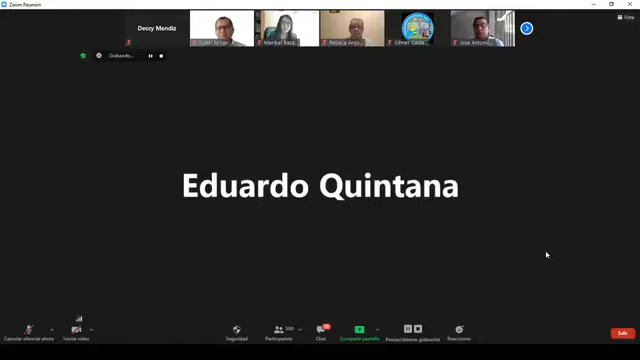 Zoom Reunión
Vista
Deccy Mendiz
Maribel Baza
Gilmer Galde
Jose Antonio
Grabando...
Eduardo Quintana
500
Cancelar silenciar ahora
Iniciar video
Seguridad
Participantes
Chat
Compartir pantalla
Pausar/detener grabación
Reacciones
Salir